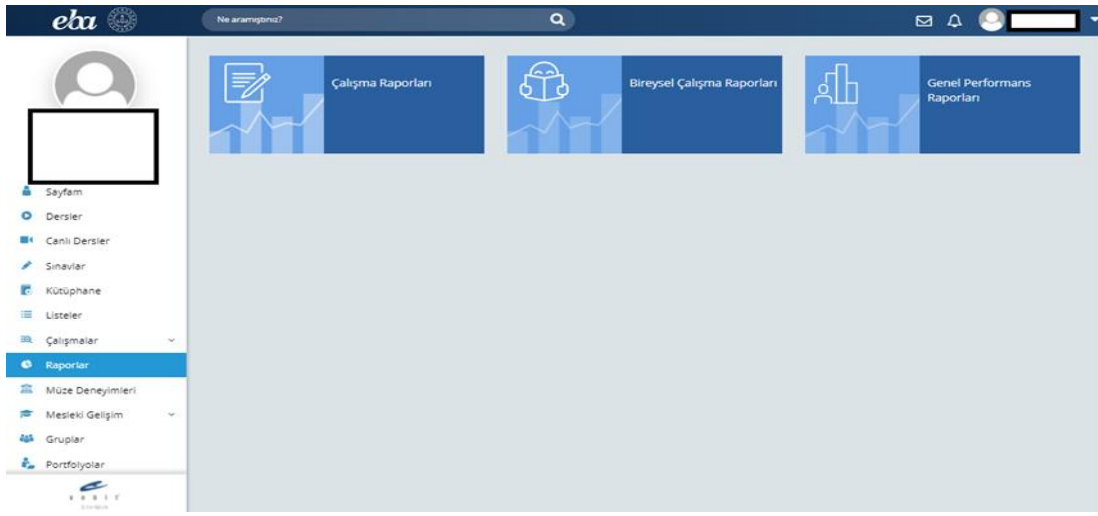 eba
Ne aramıştınız?
Çalışma Raporları
Bireysel Çalışma Raporları
Genel Performans
Raporları
Sayfam
Dersler
Canlı Dersler
Sınavlar
Kütüphane
Listeler
Çalışmalar
Raporlar
Müze Deneyimleri
Mesleki Gelişim
Gruplar
Portfolyolar
SEBİT